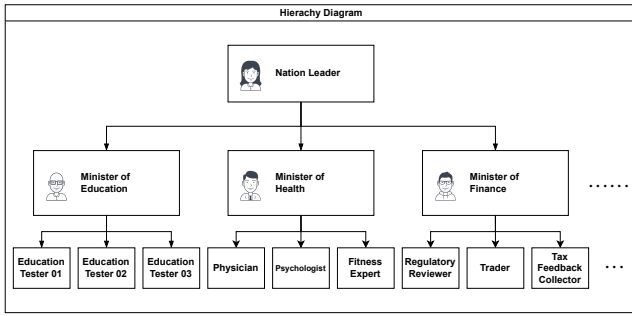 Hierachy Diagram
Nation Leader
Minister of
Education
Minister of
Health
Minister of
Finance
......
Education
Tester 01
Education
Tester 02
Education
Tester 03
Physician
Psychologist
Fitness
Expert
Regulatory
Reviewer
Trader
Tax
Feedback
Collector
...